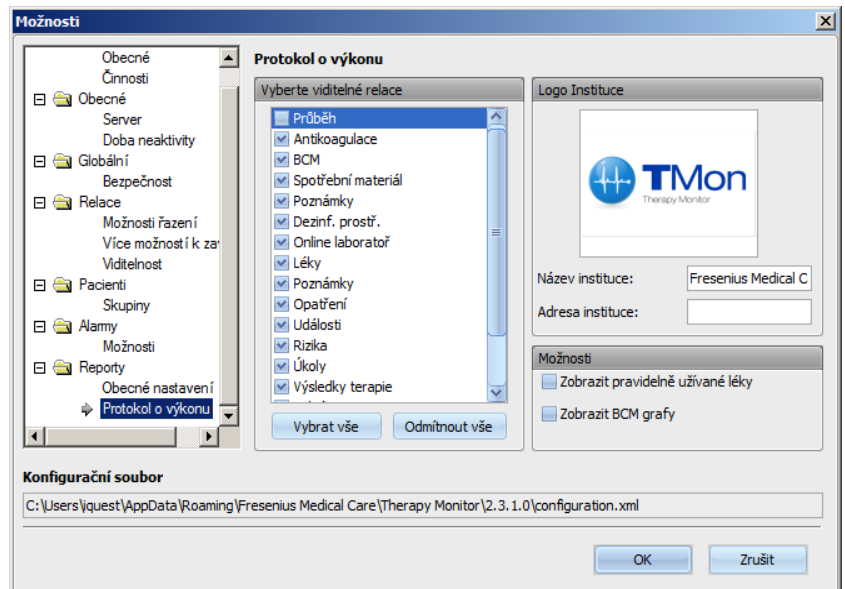 Možnosti
Obecné
Činnosti
Obecné
Server
Doba neaktivity
Globální
Bezpečnost
Relace
Možnosti řazení
Více možností k za
Viditelnost
Pacienti
Skupiny
Alarmy
Možnosti
Reporty
Obecné nastavení
Protokol o výkonu
Protokol o výkonu
Vyberte viditelné relace
Průběh
Antikoagulace
BCM
Spotřební materiál
Poznámky
Dezinf. prostř.
Online laboratoř
Léky
Poznámky
Opatření
Události
Rizika
Úkoly
Výsledky terapie
Vybrat vše
Odmítnout vše
Logo Instituce
TMon
Therapy Monitor
Název instituce: Fresenius Medical C
Adresa instituce:
Možnosti
Zobrazit pravidelně užívané léky
Zobrazit BCM grafy
Konfigurační soubor
C:\Users\iquest\AppData\Roaming\Fresenius Medical Care\Therapy Monitor\2.3.1.0\configuration.xml
OK
Zrušit